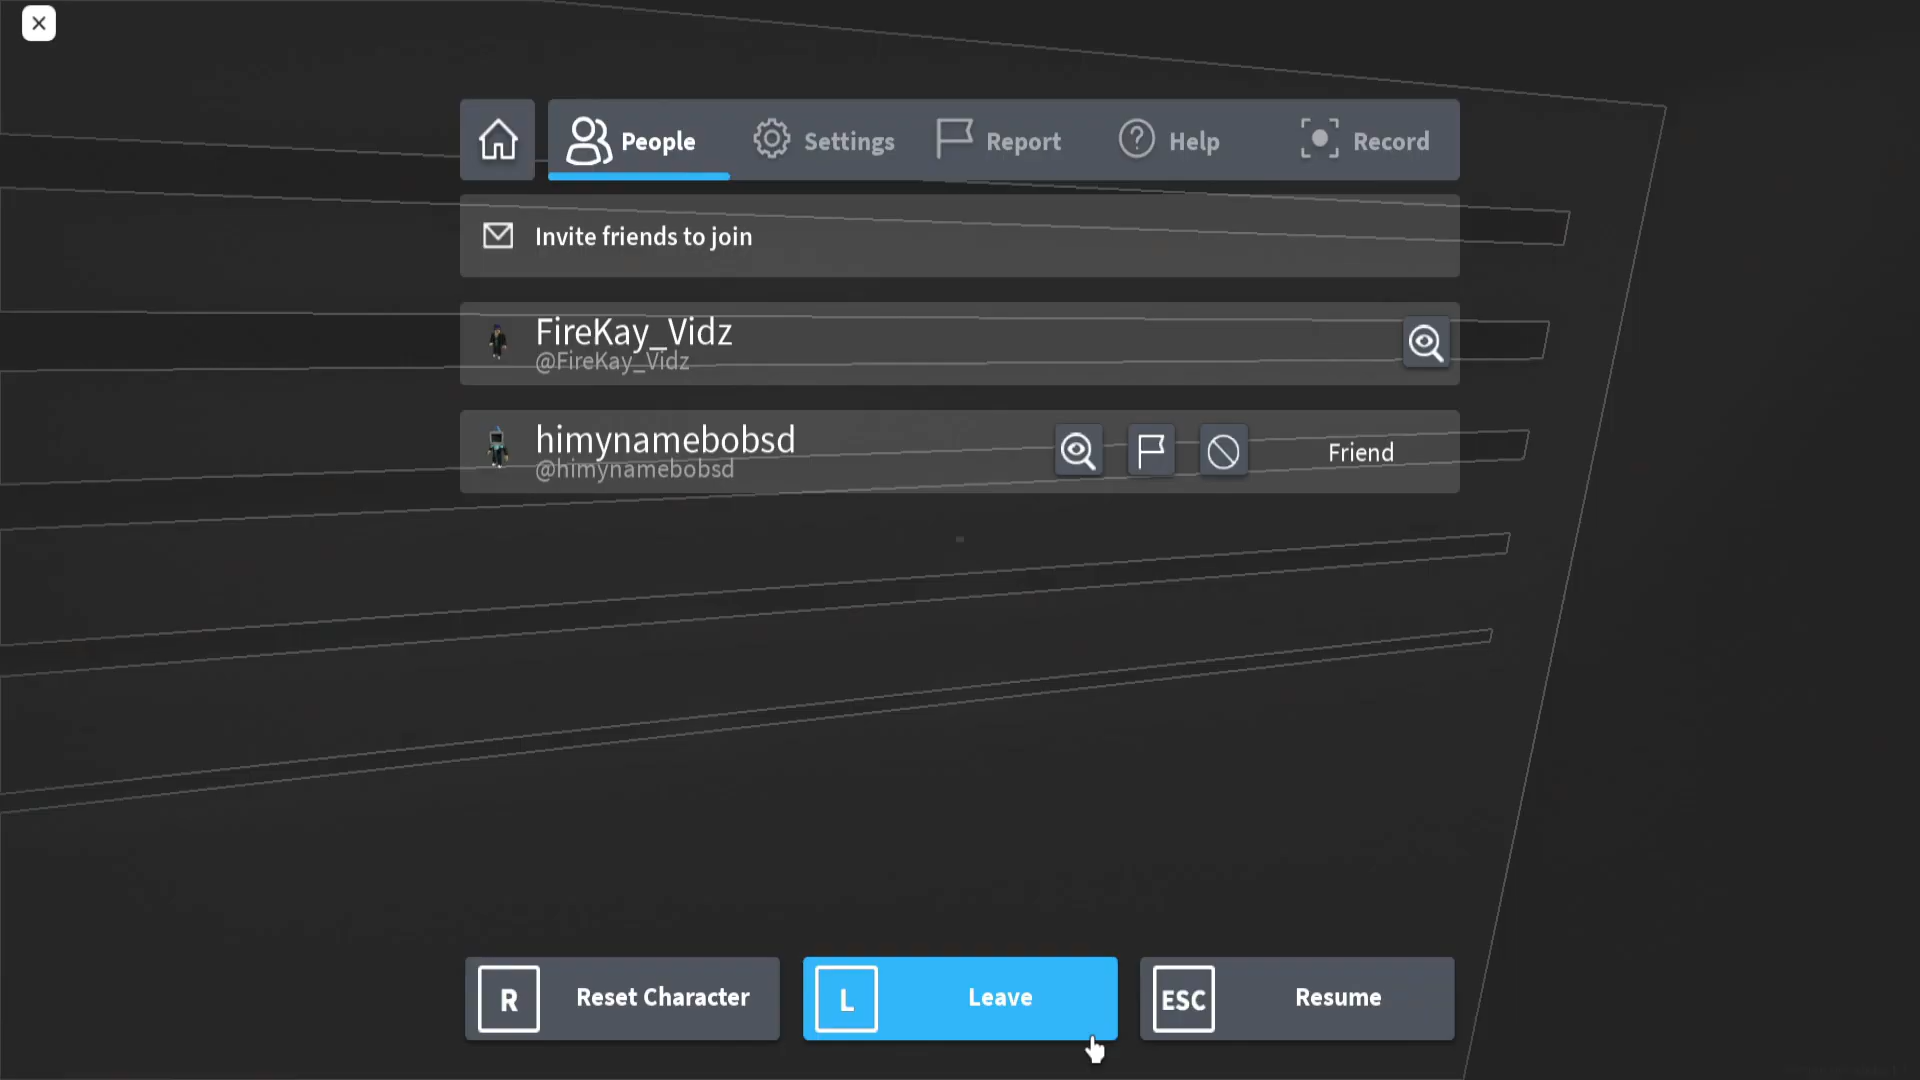 People
Settings
Report
Help
Record
Invite friends to join
FireKay_Vidz
@FireKay_Vidz
himynamebobsd
@himynamebobsd
Friend
R
Reset Character
L
Leave
ESC
Resume